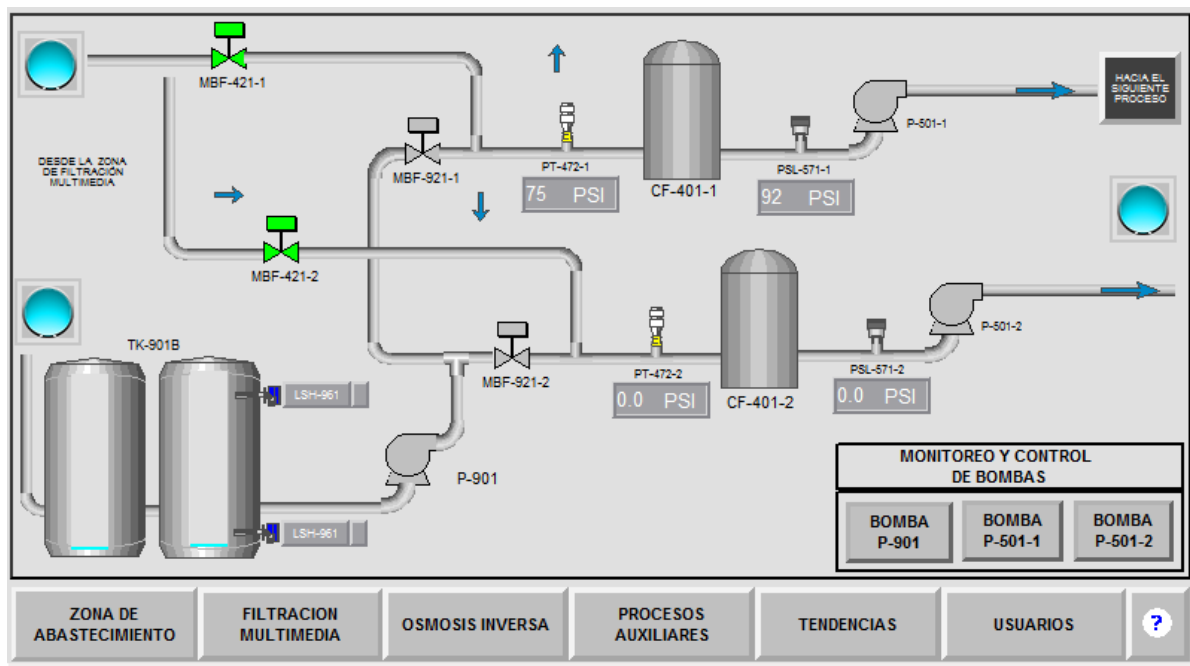 MBF-421-1
DESDE LA ZONA
DE FILTRACIÓN
MULTIMEDIA
MBF-921-1
PT-472-1
75 PSI
CF-401-1
PSL-571-1
92 PSI
P-501-1
HACIA EL
SIGUIENTE
PROCESO
MBF-421-2
MBF-921-2
PT-472-2
0.0 PSI
CF-401-2
PSL-571-2
0.0 PSI
P-501-2
TK-901B
LSH-961
LSH-961
P-901
MONITOREO Y CONTROL
DE BOMBAS
BOMBA
P-901
BOMBA
P-501-1
BOMBA
P-501-2
ZONA DE
ABASTECIMIENTO
FILTRACION
MULTIMEDIA
OSMOSIS INVERSA
PROCESOS
AUXILIARES
TENDENCIAS
USUARIOS
?